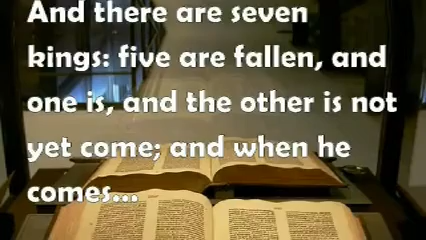 And there are seven
kings: five are fallen, and
one is, and the other is not
yet come; and when he
comes...